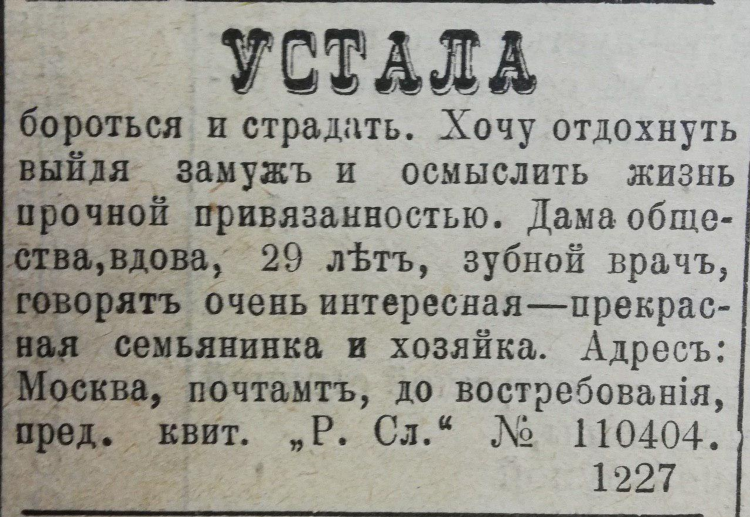 УСТАЛА
бороться и страдать. Хочу отдохнуть
выйдя замужъ и осмыслить жизнь
прочной привязанностью. Дама обще-
ства, вдова, 29 лѣтъ, зубной врачъ,
говорятъ очень интересная—прекрас-
ная семьянинка и хозяйка. Адресъ:
Москва, почтамтъ, до востребованія,
пред. квит. „Р. Сл.“ № 110404.
1227